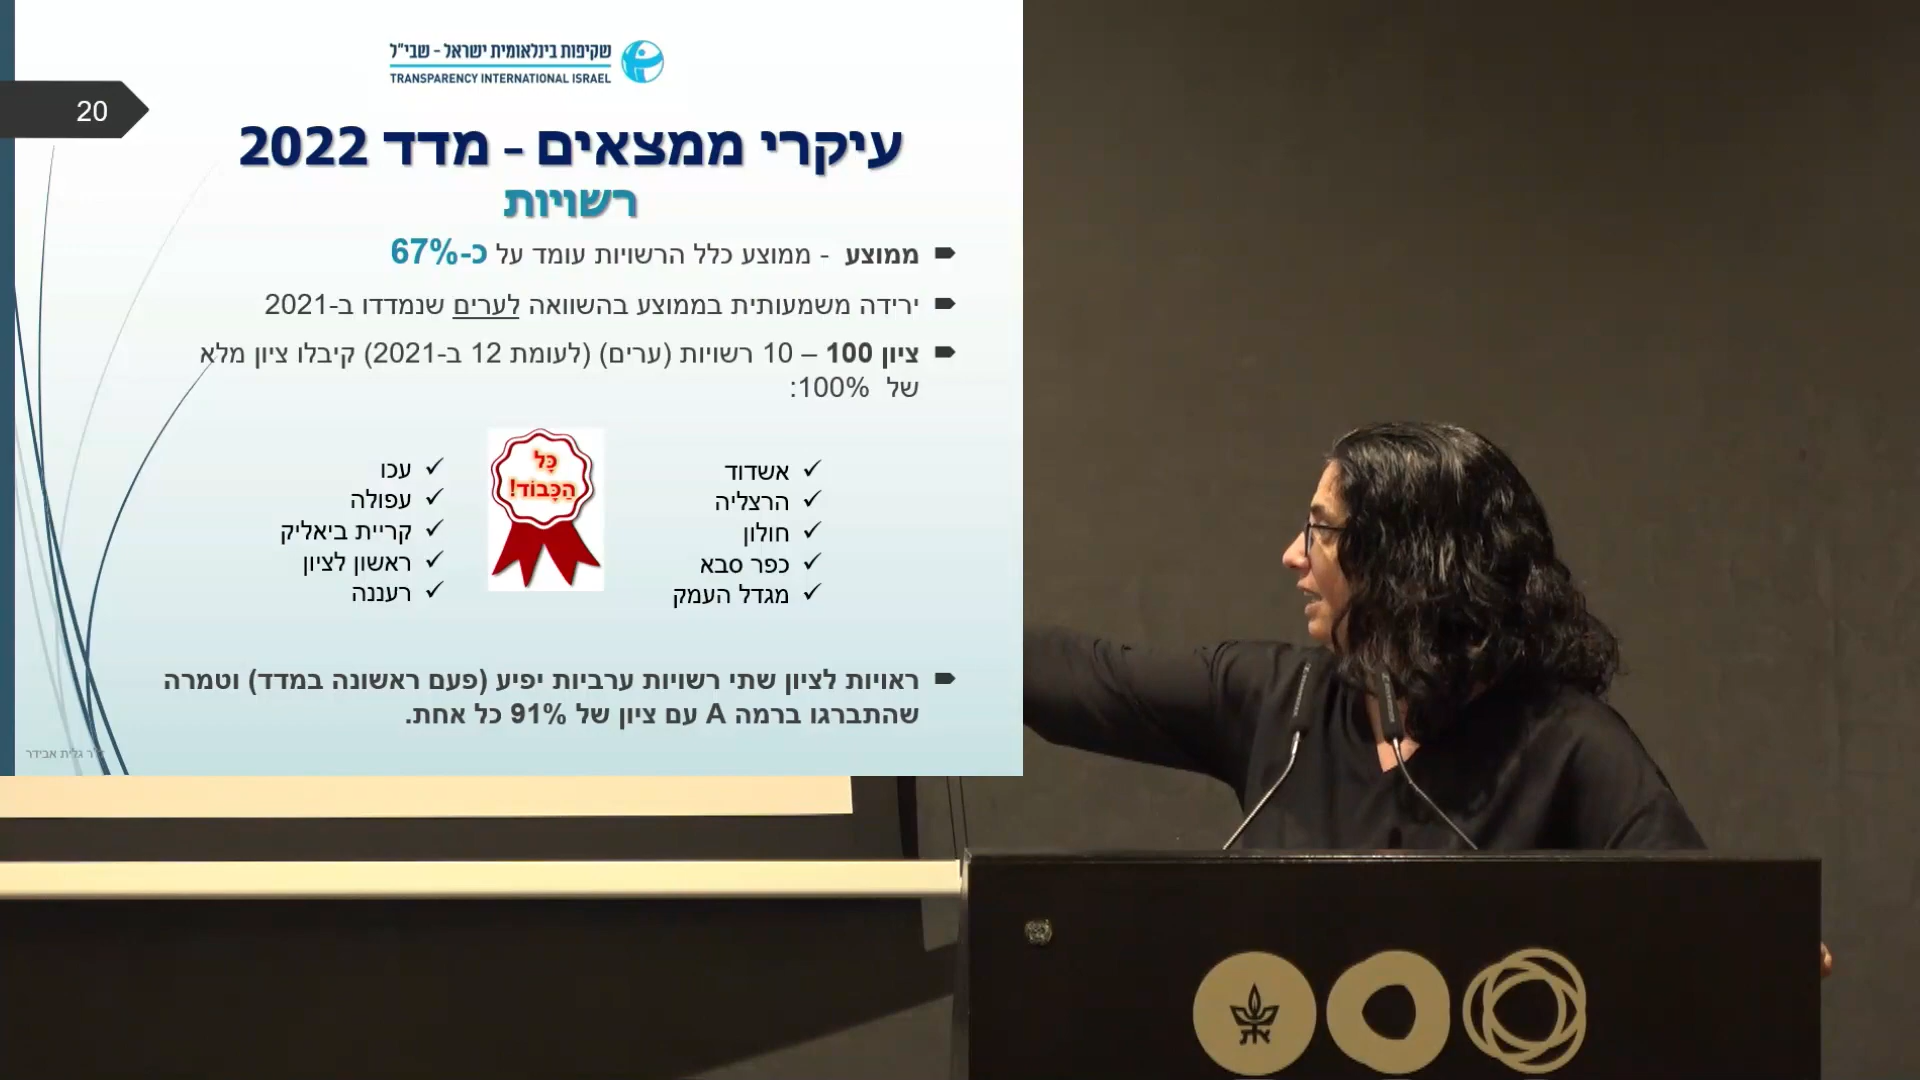 שקיפות בינלאומית ישראל - שבי"ל
TRANSPARENCY INTERNATIONAL ISRAEL
20
עיקרי ממצאים - מדד 2022
רשויות
ממוצע - ממוצע כלל הרשויות עומד על כ-67%
ירידה משמעותית בממוצע בהשוואה לערים שנמדדו ב-2021
ציון 100 – 10 רשויות (ערים) (לעומת 12 ב-2021) קיבלו ציון מלא
של 100%:
אשדוד
הרצליה
חולון
כפר סבא
מגדל העמק
כָּל
הַכָּבוֹד!
עכו
עפולה
קריית ביאליק
ראשון לציון
רעננה
ראויות לציון שתי רשויות ערביות יפיע (פעם ראשונה במדד) וטמרה
שהתברגו ברמה A עם ציון של 91% כל אחת.
ד"ר גלית אבידר